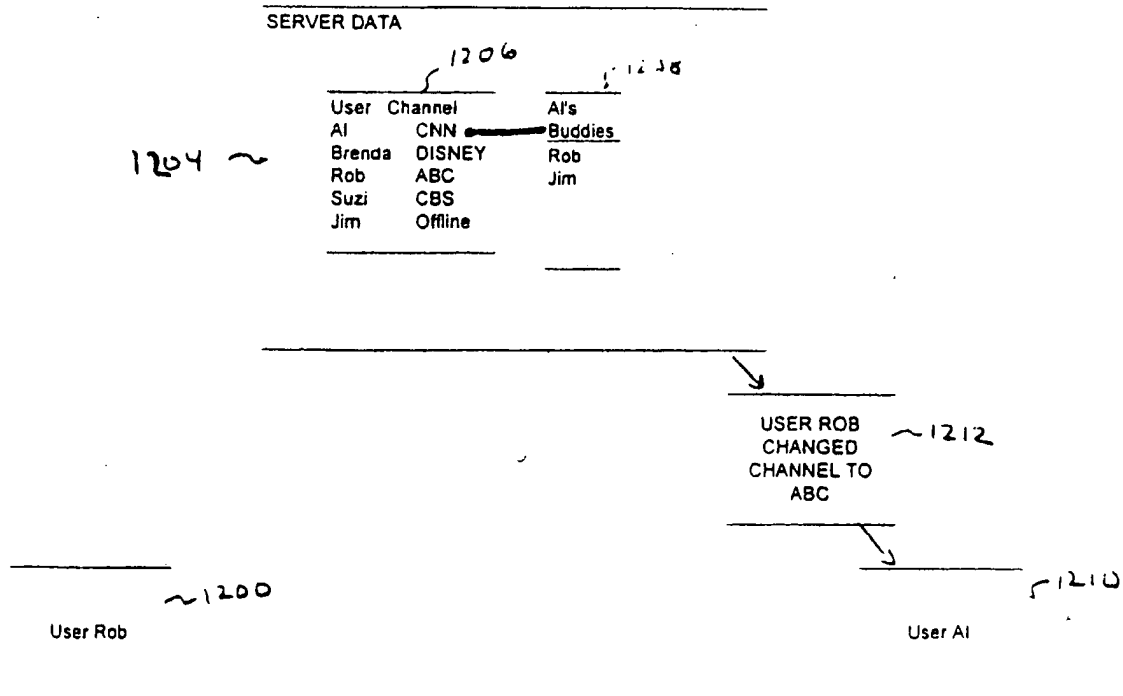 SERVER DATA
1206
User Channel
Al CNN
Brenda DISNEY
Rob ABC
Suzi CBS
Jim Offline
Al's
Buddies
Rob
Jim
1204
USER ROB
CHANGED
CHANNEL TO
ABC
1212
1200
User Rob
1210
User Al